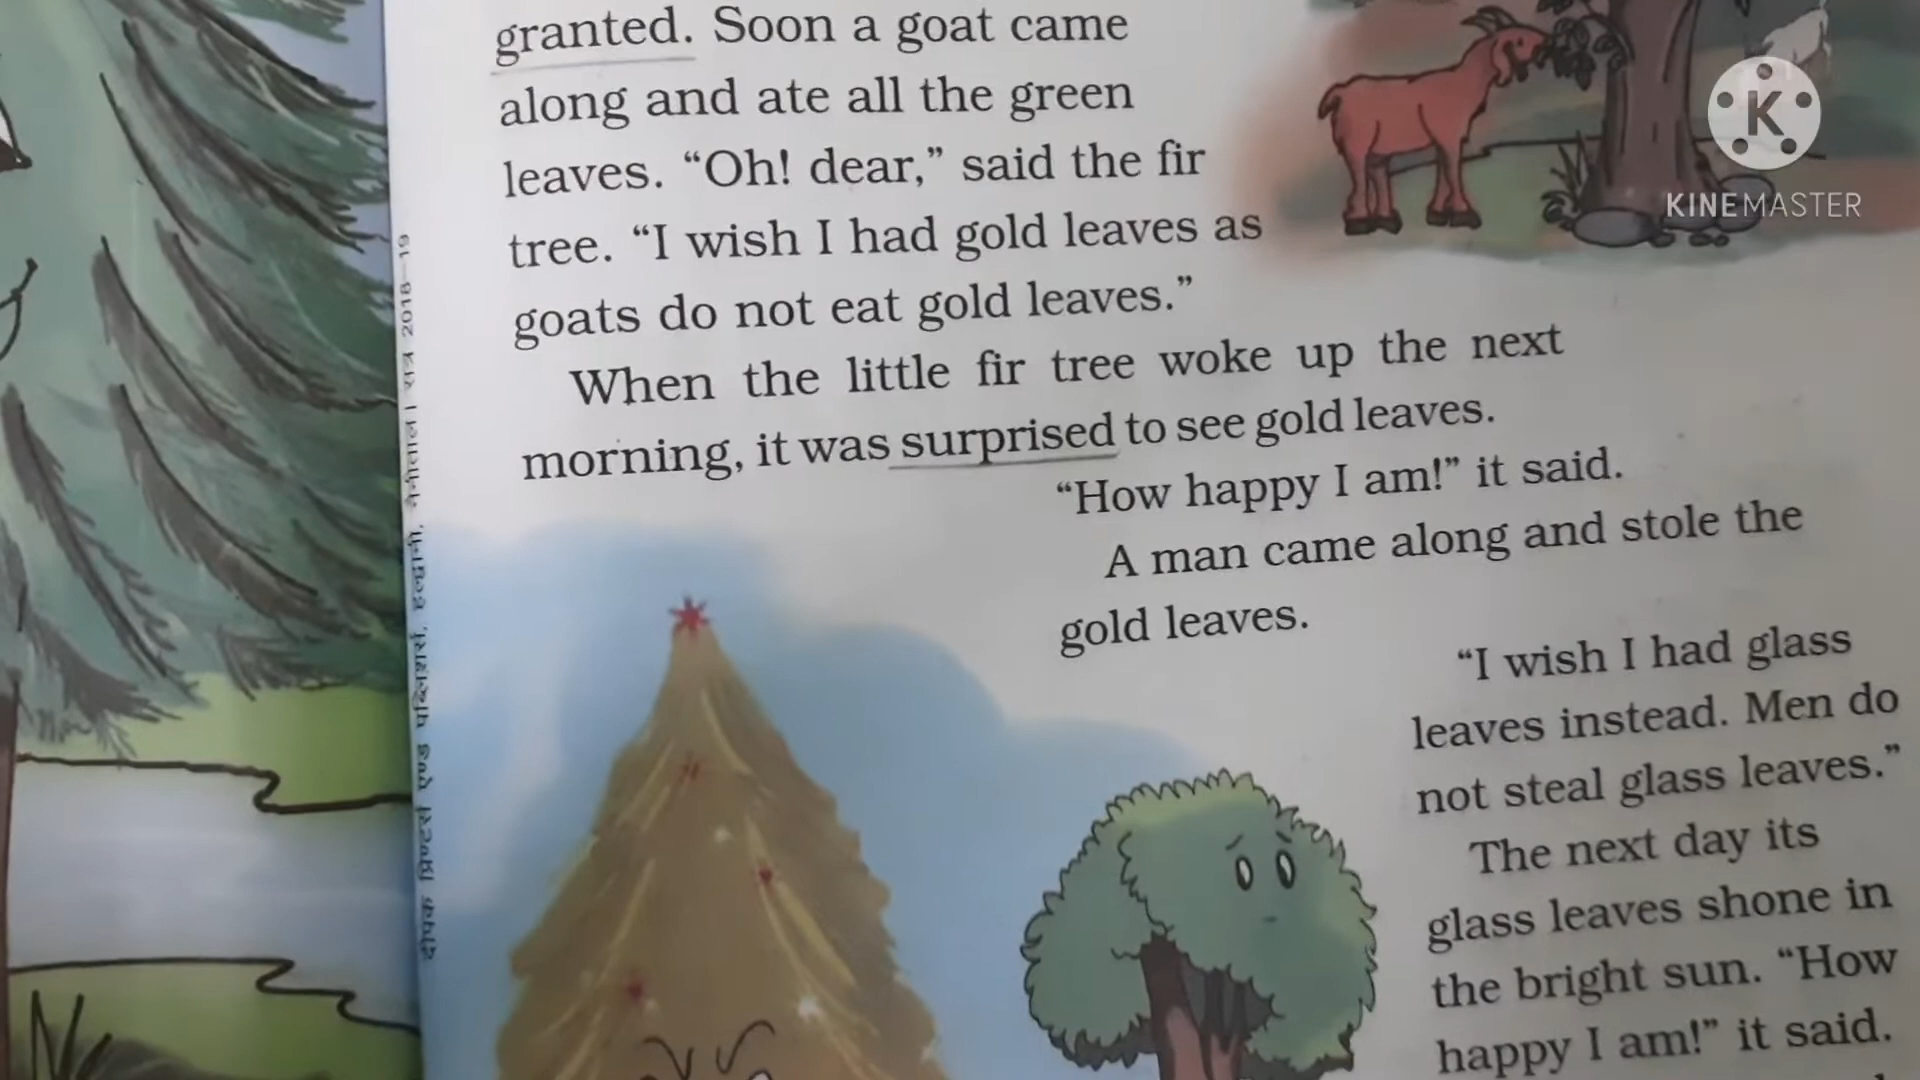 granted. Soon a goat came
along and ate all the green
leaves. “Oh! dear,” said the fir
tree. “I wish I had gold leaves as
goats do not eat gold leaves.”
When the little fir tree woke up the next
morning, it was surprised to see gold leaves.
“How happy I am!” it said.
A man came along and stole the
gold leaves.
“I wish I had glass
leaves instead. Men do
not steal glass leaves.”
The next day its
glass leaves shone in
the bright sun. “How
happy I am!” it said.
2018–19
K
KINEMASTER